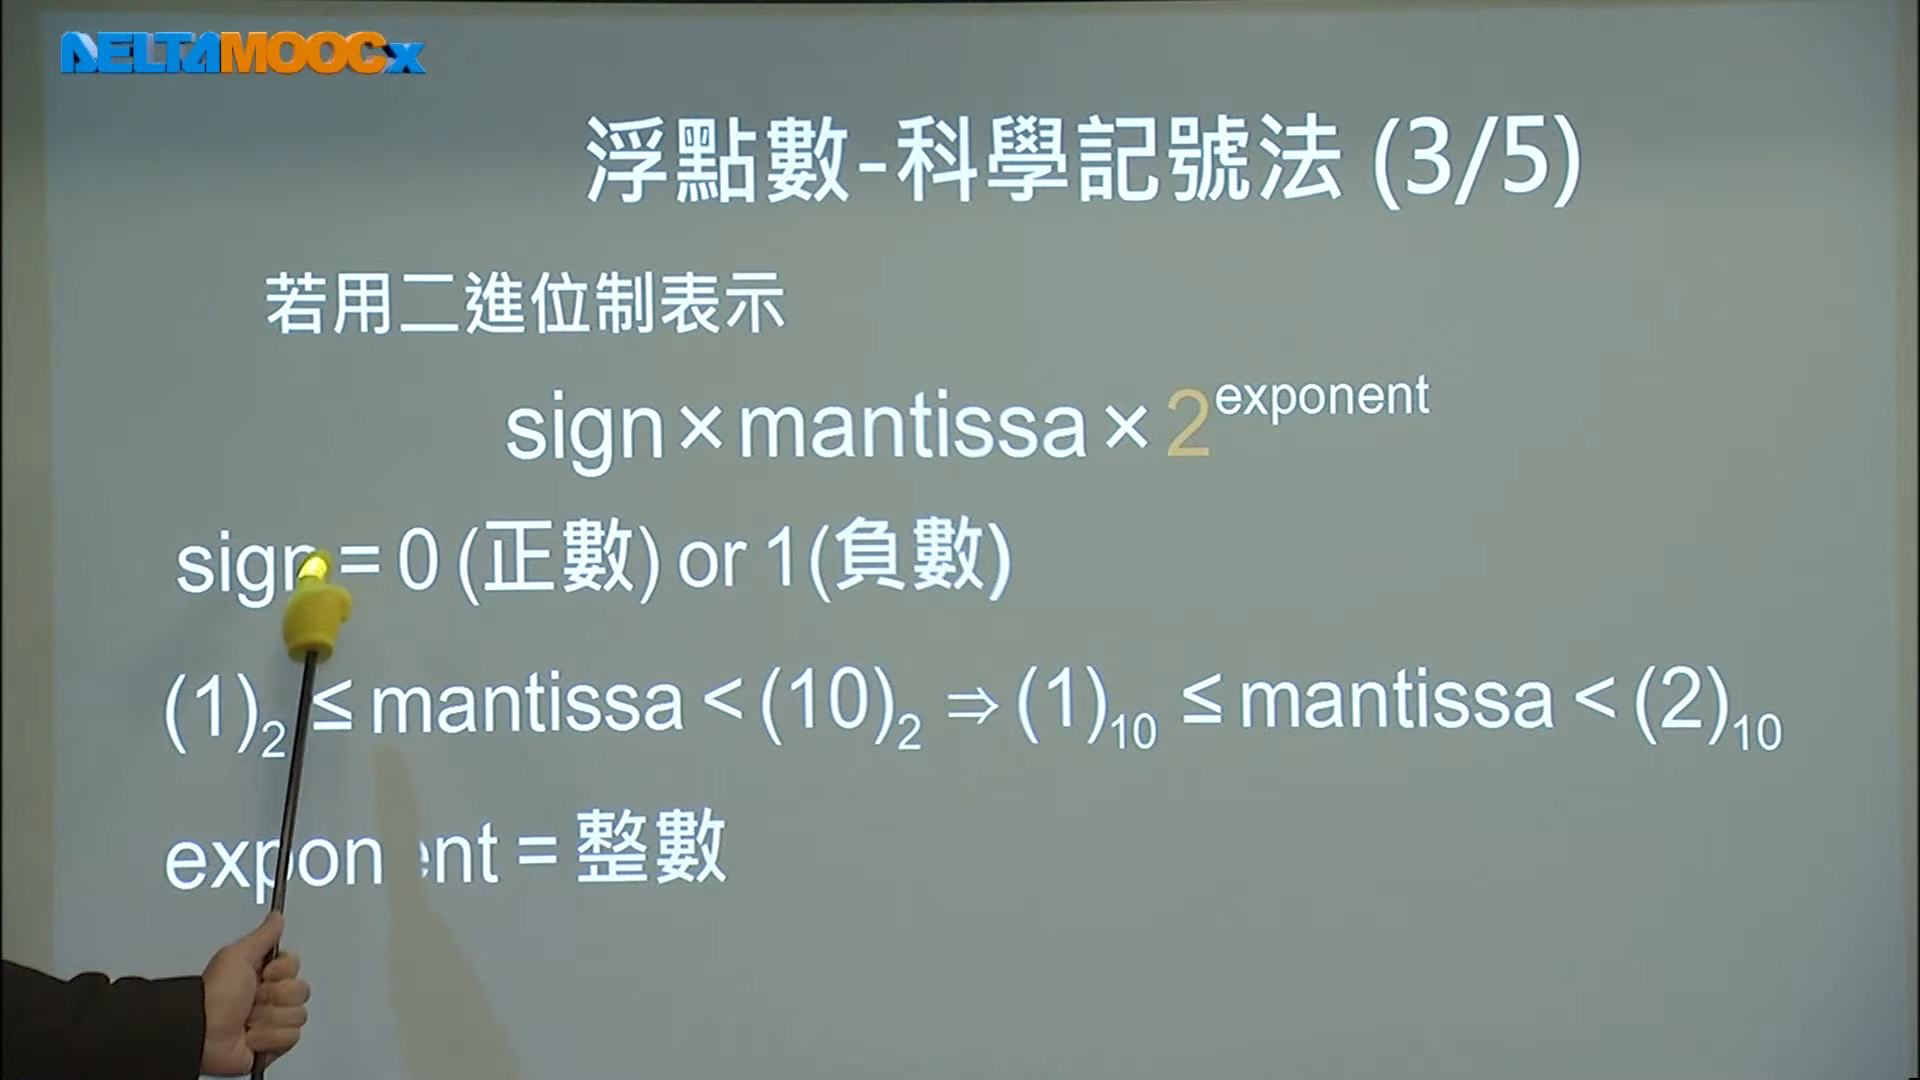 DELTAMOOCx
浮點數-科學記號法 (3/5)
若用二進位制表示
sign × mantissa × 2^exponent
sign = 0 (正數) or 1 (負數)
(1)₂ ≤ mantissa < (10)₂ ⇒ (1)₁₀ ≤ mantissa < (2)₁₀
exponent = 整數